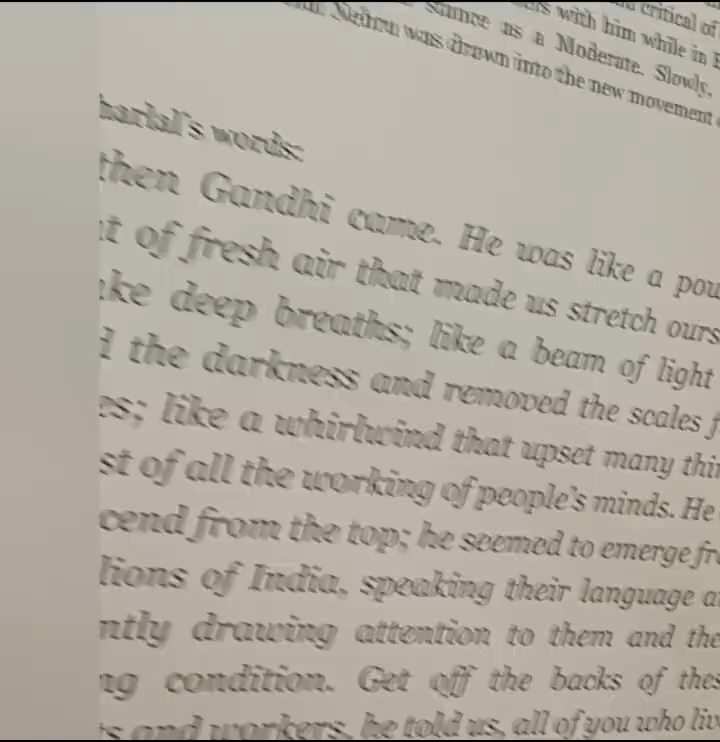 critical of
with him while in
stance as a Moderate. Slowly,
Nehru was drawn into the new movement
harlal's words:
then Gandhi came. He was like a pou
t of fresh air that made us stretch ours
ke deep breaths; like a beam of light
d the darkness and removed the scales f
es; like a whirlwind that upset many thin
st of all the working of people's minds. He
cend from the top; he seemed to emerge fr
lions of India, speaking their language a
ntly drawing attention to them and the
ng condition. Get off the backs of thes
s and workers, he told us, all of you who liv